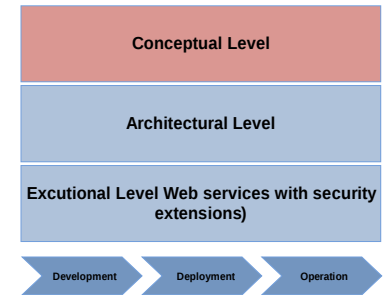 Conceptual Level
Architectural Level
Excutional Level Web services with security
extensions)
Development
Deployment
Operation